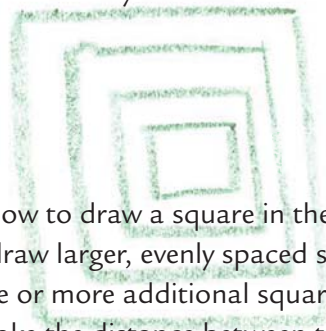 ow to draw a square in the
draw larger, evenly spaced s
e or more additional squar
ake the distance between t